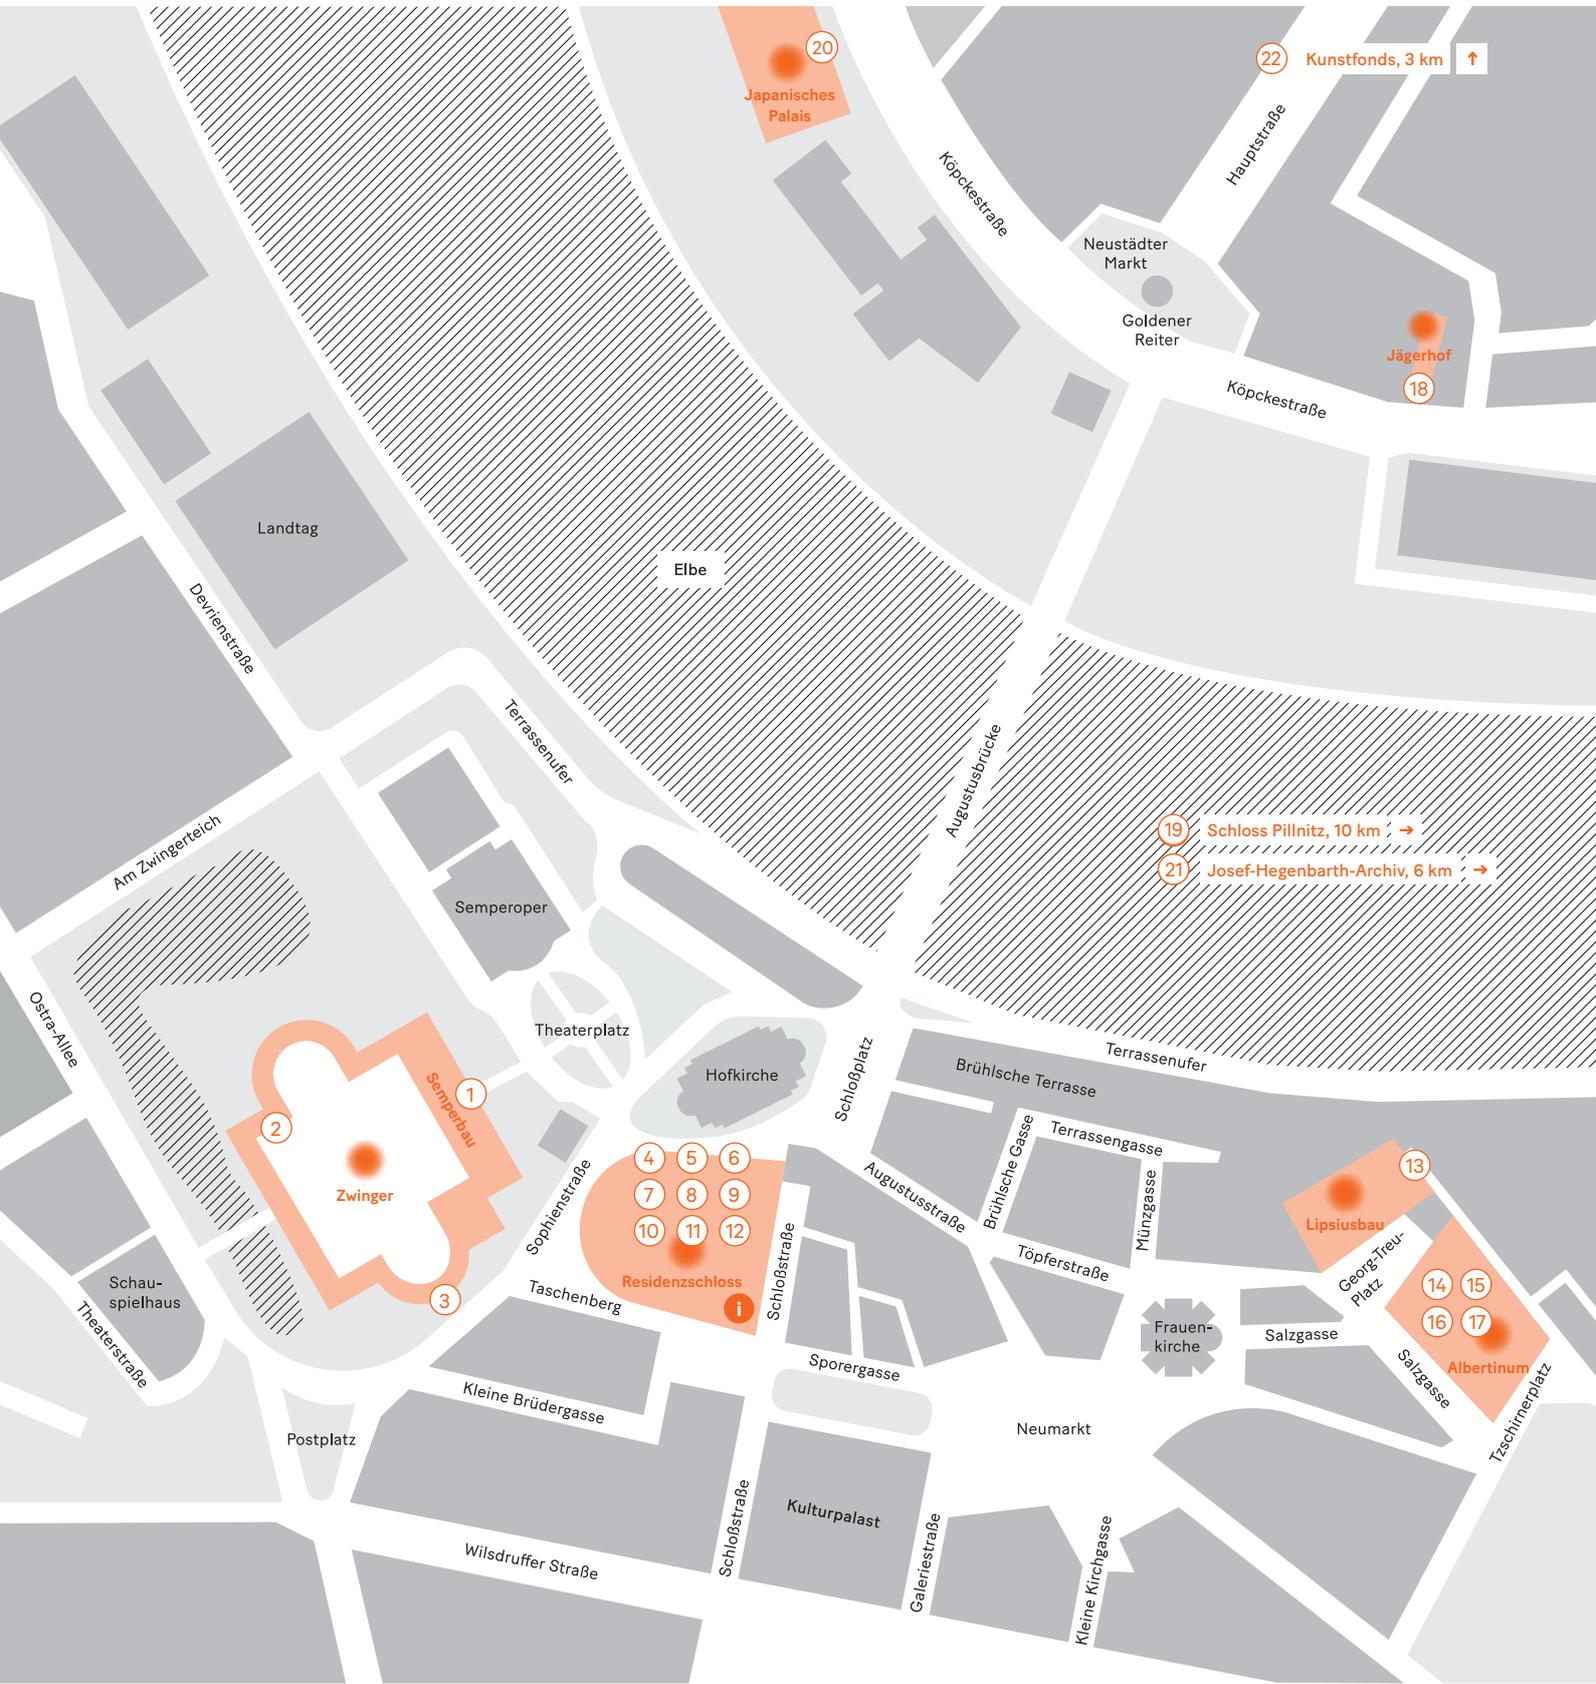 20
Japanisches
Palais
22
Kunstfonds, 3 km
↑
Hauptstraße
Köpckestraße
Neustädter
Markt
Goldener
Reiter
Jägerhof
18
Köpckestraße
Landtag
Elbe
Devrienstraße
Terrassenufer
Augustusbrücke
19
Schloss Pillnitz, 10 km
→
21
Josef-Hegenbarth-Archiv, 6 km
→
Am Zwingerteich
Semperoper
Ostra-Allee
Theaterplatz
Hofkirche
Schloßplatz
Terrassenufer
Brühlsche Terrasse
Semperbau
1
2
Zwinger
3
Sophienstraße
4
5
6
7
8
9
10
11
12
Residenzschloss
i
Schloßstraße
Taschenberg
Augustusstraße
Brühlsche Gasse
Terrassengasse
Münzgasse
Töpferstraße
13
Lipsiusbau
Georg-Treu-
Platz
14
15
16
17
Albertinum
Schau-
spielhaus
Theaterstraße
Frauen-
kirche
Salzgasse
Salzgasse
Tzschirnerplatz
Sporergasse
Kleine Brüdergasse
Postplatz
Neumarkt
Kulturpalast
Schloßstraße
Galeriestraße
Kleine Kirchgasse
Wilsdruffer Straße